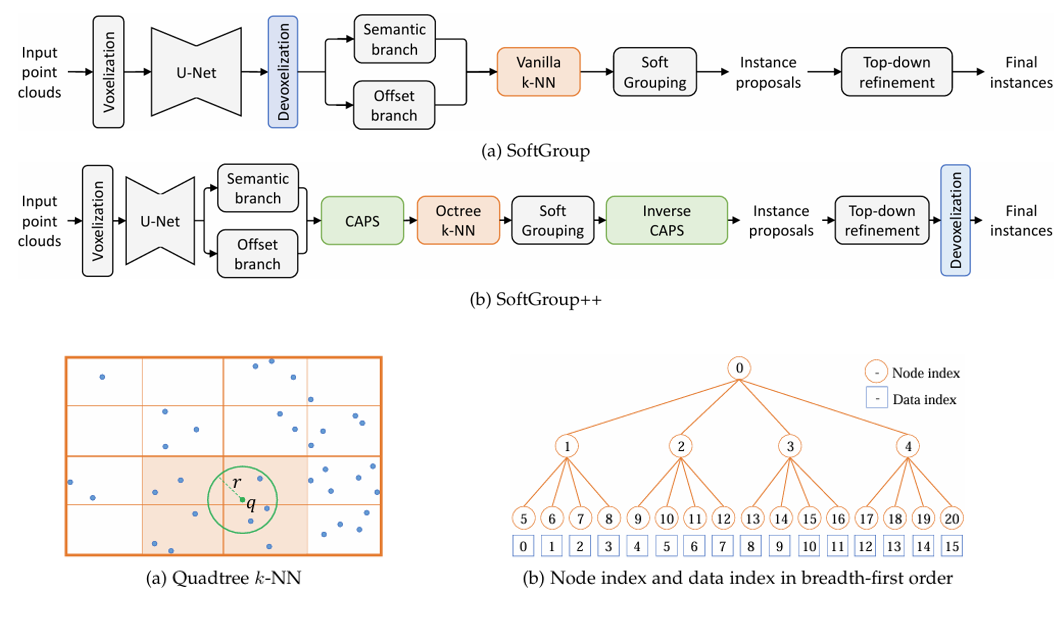 Input
point
clouds
Voxelization
U-Net
Devoxelization
Semantic
branch
Offset
branch
Vanilla
k-NN
Soft
Grouping
Instance
proposals
Top-down
refinement
Final
instances
(a) SoftGroup
Input
point
clouds
Voxelization
U-Net
Semantic
branch
Offset
branch
CAPS
Octree
k-NN
Soft
Grouping
Inverse
CAPS
Instance
proposals
Top-down
refinement
Devoxelization
Final
instances
(b) SoftGroup++
r
q
(a) Quadtree k-NN
0
- Node index
- Data index
1 2 3 4
5 6 7 8 9 10 11 12 13 14 15 16 17 18 19 20
0 1 2 3 4 5 6 7 8 9 10 11 12 13 14 15
(b) Node index and data index in breadth-first order